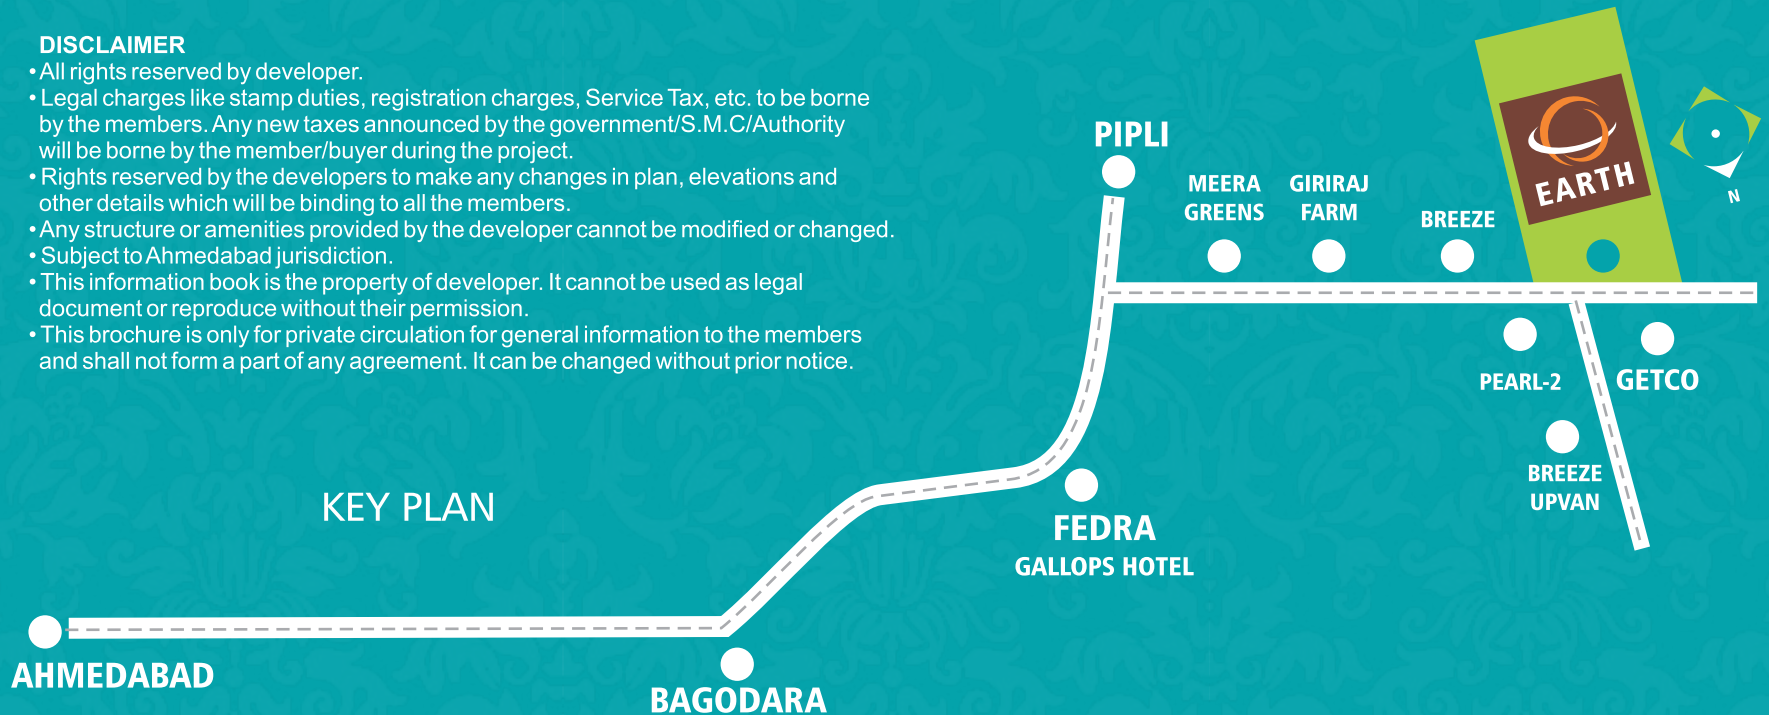 DISCLAIMER
• All rights reserved by developer.
• Legal charges like stamp duties, registration charges, Service Tax, etc. to be borne
by the members. Any new taxes announced by the government/S.M.C/Authority
will be borne by the member/buyer during the project.
• Rights reserved by the developers to make any changes in plan, elevations and
other details which will be binding to all the members.
• Any structure or amenities provided by the developer cannot be modified or changed.
• Subject to Ahmedabad jurisdiction.
• This information book is the property of developer. It cannot be used as legal
document or reproduce without their permission.
• This brochure is only for private circulation for general information to the members
and shall not form a part of any agreement. It can be changed without prior notice.
KEY PLAN
PIPLI
MEERA
GREENS
GIRIRAJ
FARM
BREEZE
EARTH
N
PEARL-2
GETCO
BREEZE
UPVAN
FEDRA
GALLOPS HOTEL
AHMEDABAD
BAGODARA